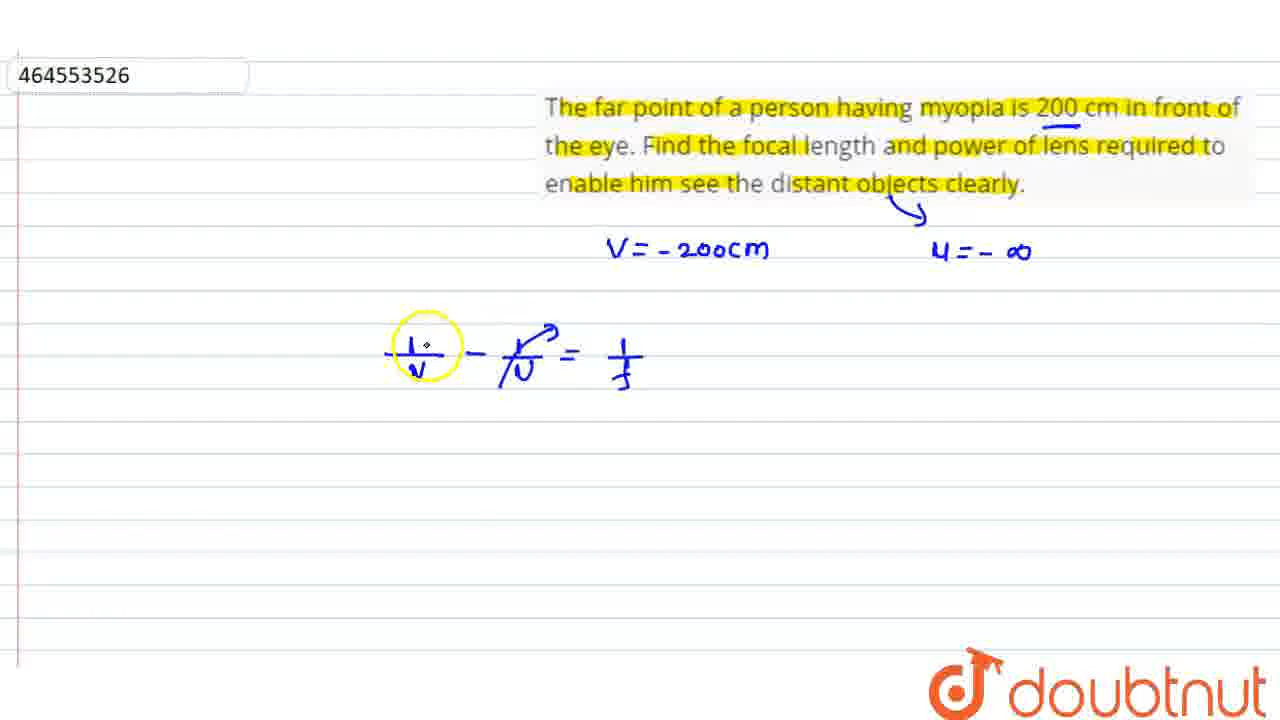 464553526
The far point of a person having myopia is 200 cm in front of
the eye. Find the focal length and power of lens required to
enable him see the distant objects clearly.
V = - 200cm
u = - ∞
1/v - 1/u = 1/f
doubtnut